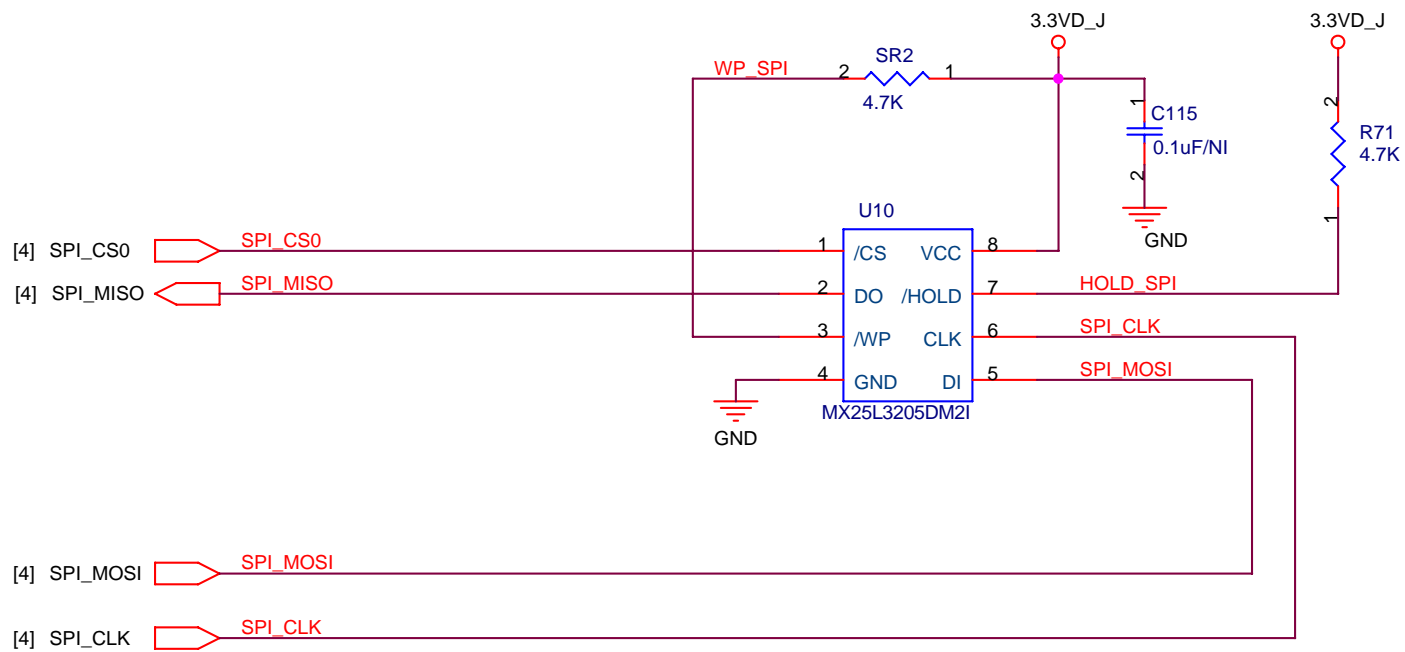 3.3VD_J
3.3VD_J
WP_SPI
2
SR2
1
4.7K
1
C115
0.1uF/NI
2
GND
2
R71
4.7K
1
U10
[4] SPI_CS0
SPI_CS0
1
/CS
VCC
8
[4] SPI_MISO
SPI_MISO
2
DO
/HOLD
7
HOLD_SPI
3
/WP
CLK
6
SPI_CLK
4
GND
DI
5
SPI_MOSI
MX25L3205DM2I
GND
[4] SPI_MOSI
SPI_MOSI
[4] SPI_CLK
SPI_CLK